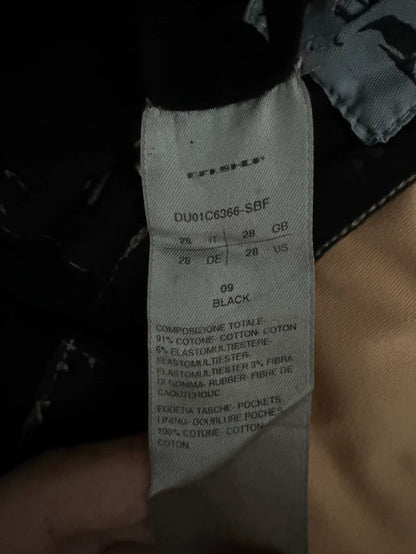 DU01C6366-SBF
28 IT 28 GB
28 DE 28 US
09
BLACK
COMPOSIZIONE TOTALE-
91% COTONE- COTTON- COTON
6% ELASTOMULTIESTERE-
ELASTOMULTIESTER-
ELASTOMULTIESTER 3% FIBRA
DI GOMMA- RUBBER- FIBRE DE
CAOUTCHOUC
FODERA TASCHE- POCKETS
LINING- DOUBLURE POCHES
100% COTONE- COTTON-
COTON